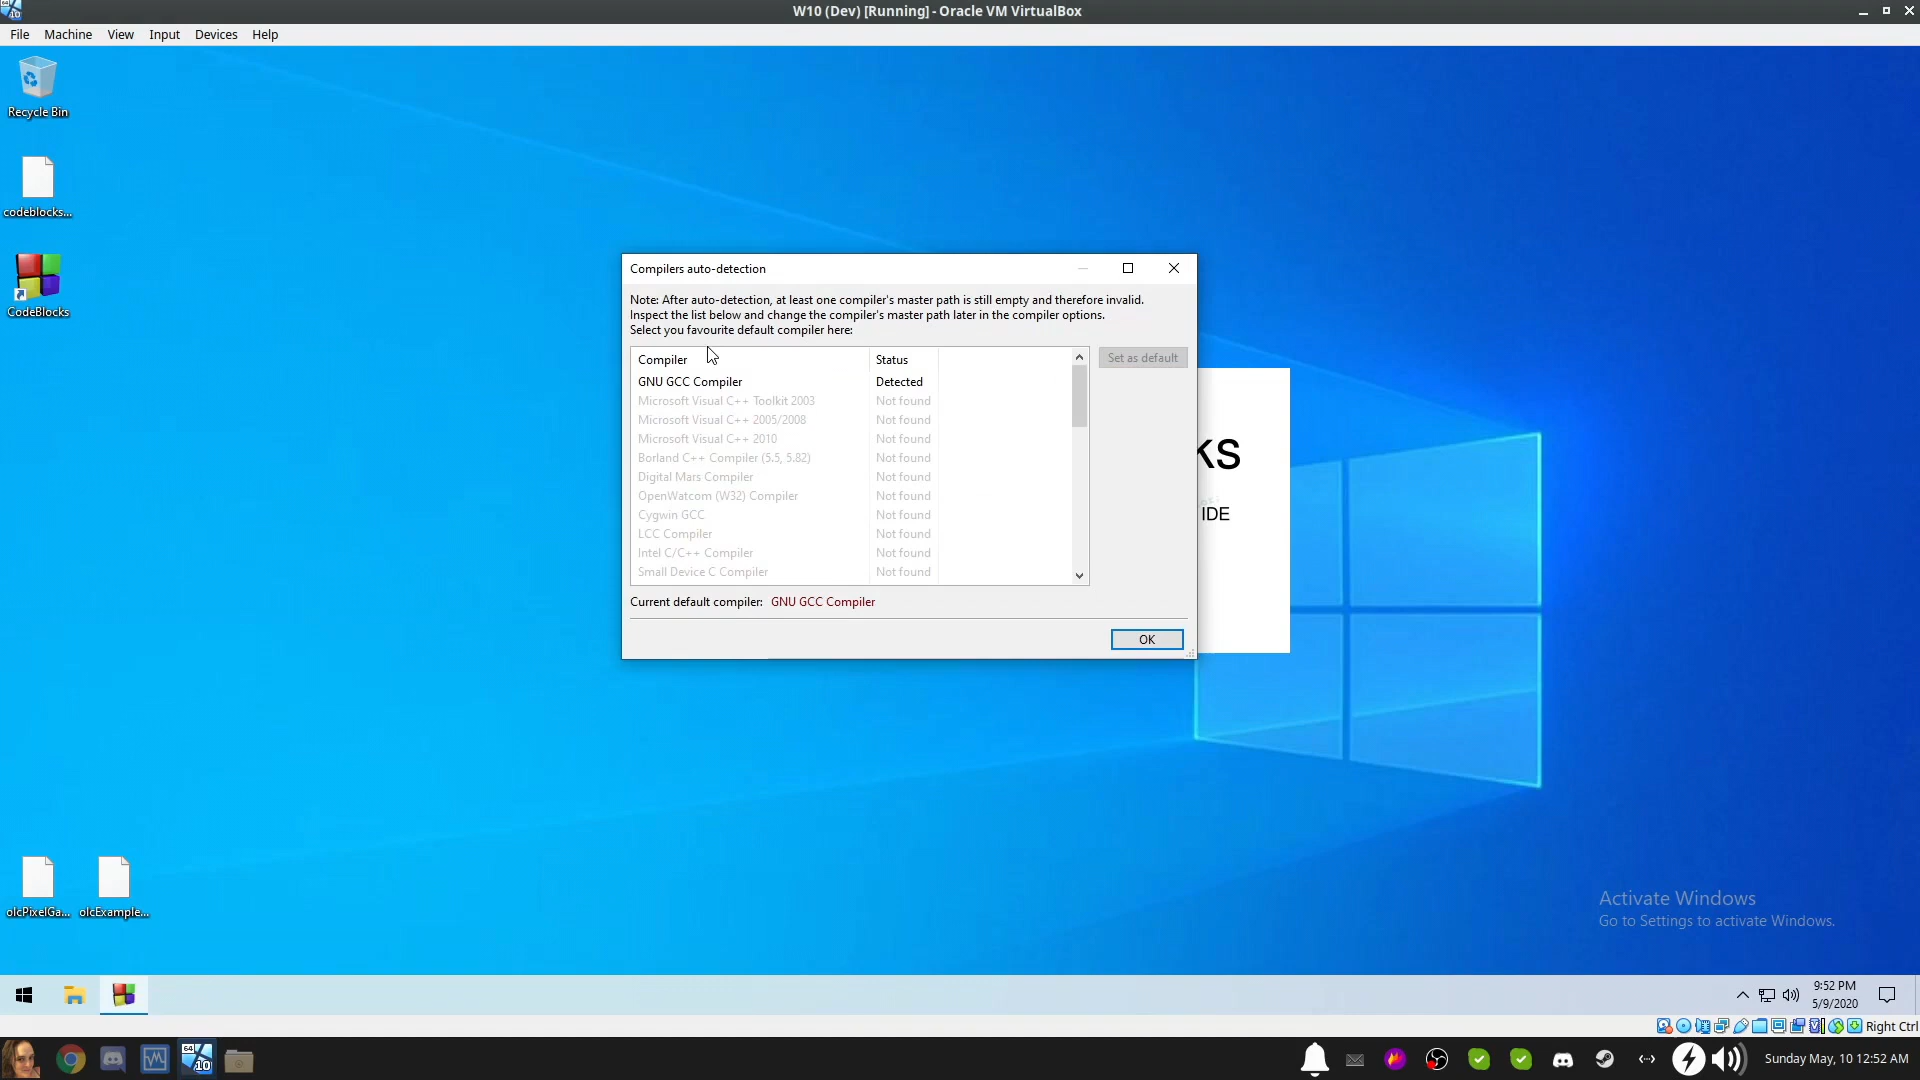 W10 (Dev) [Running] - Oracle VM VirtualBox
File Machine View Input Devices Help
Recycle Bin
codeblocks...
CodeBlocks
Compilers auto-detection
Note: After auto-detection, at least one compiler's master path is still empty and therefore invalid.
Inspect the list below and change the compiler's master path later in the compiler options.
Select you favourite default compiler here:
Compiler Status
Set as default
GNU GCC Compiler Detected
Microsoft Visual C++ Toolkit 2003 Not found
Microsoft Visual C++ 2005/2008 Not found
Microsoft Visual C++ 2010 Not found
Borland C++ Compiler (5.5, 5.82) Not found
Digital Mars Compiler Not found
OpenWatcom (W32) Compiler Not found
Cygwin GCC Not found
LCC Compiler Not found
Intel C/C++ Compiler Not found
Small Device C Compiler Not found
Current default compiler: GNU GCC Compiler
OK
KS
IDE
olcPixelGa...
olcExample...
Activate Windows
Go to Settings to activate Windows.
9:52 PM
5/9/2020
Right Ctrl
64
10
Sunday May, 10 12:52 AM